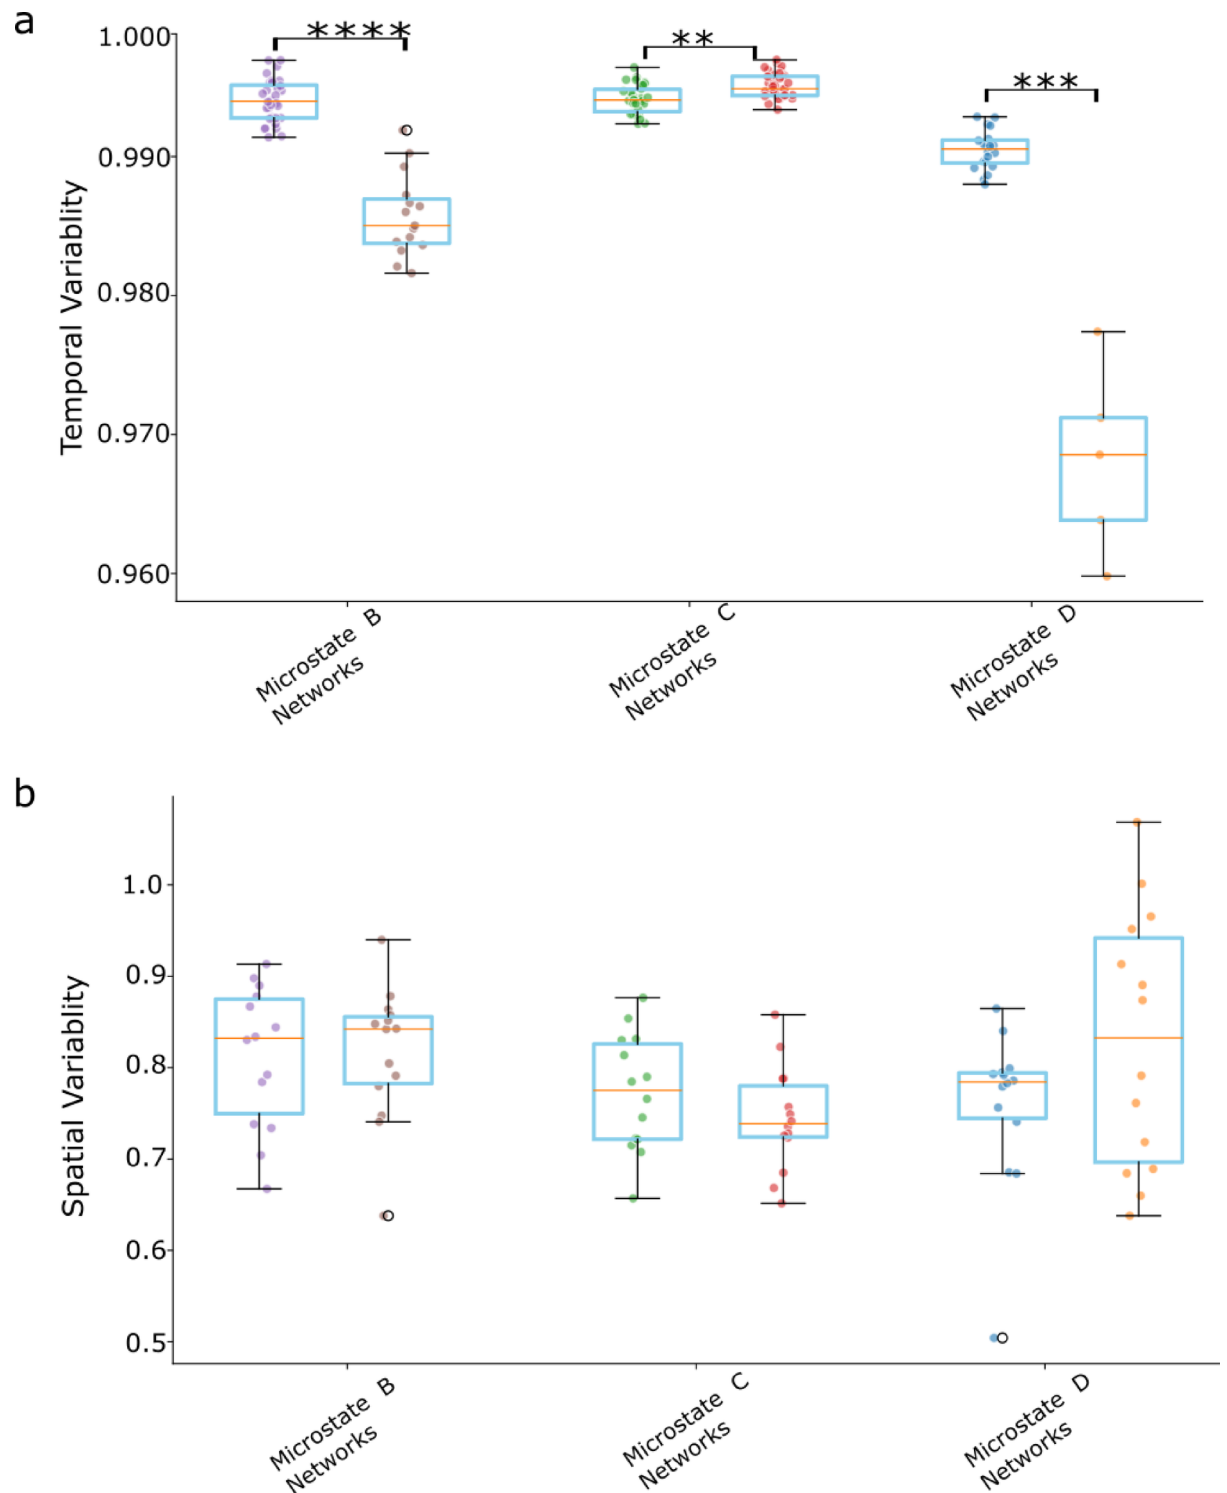 a
1.000
0.990
0.980
0.970
0.960
Temporal Variablity
****
**
***
Microstate B
Networks
Microstate C
Networks
Microstate D
Networks
b
1.0
0.9
0.8
0.7
0.6
0.5
Spatial Variablity
Microstate B
Networks
Microstate C
Networks
Microstate D
Networks